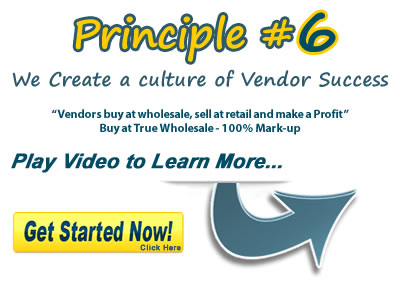 Principle #6
We Create a culture of Vendor Success
“Vendors buy at wholesale, sell at retail and make a Profit”
Buy at True Wholesale - 100% Mark-up
Play Video to Learn More...
Get Started Now!
Click Here